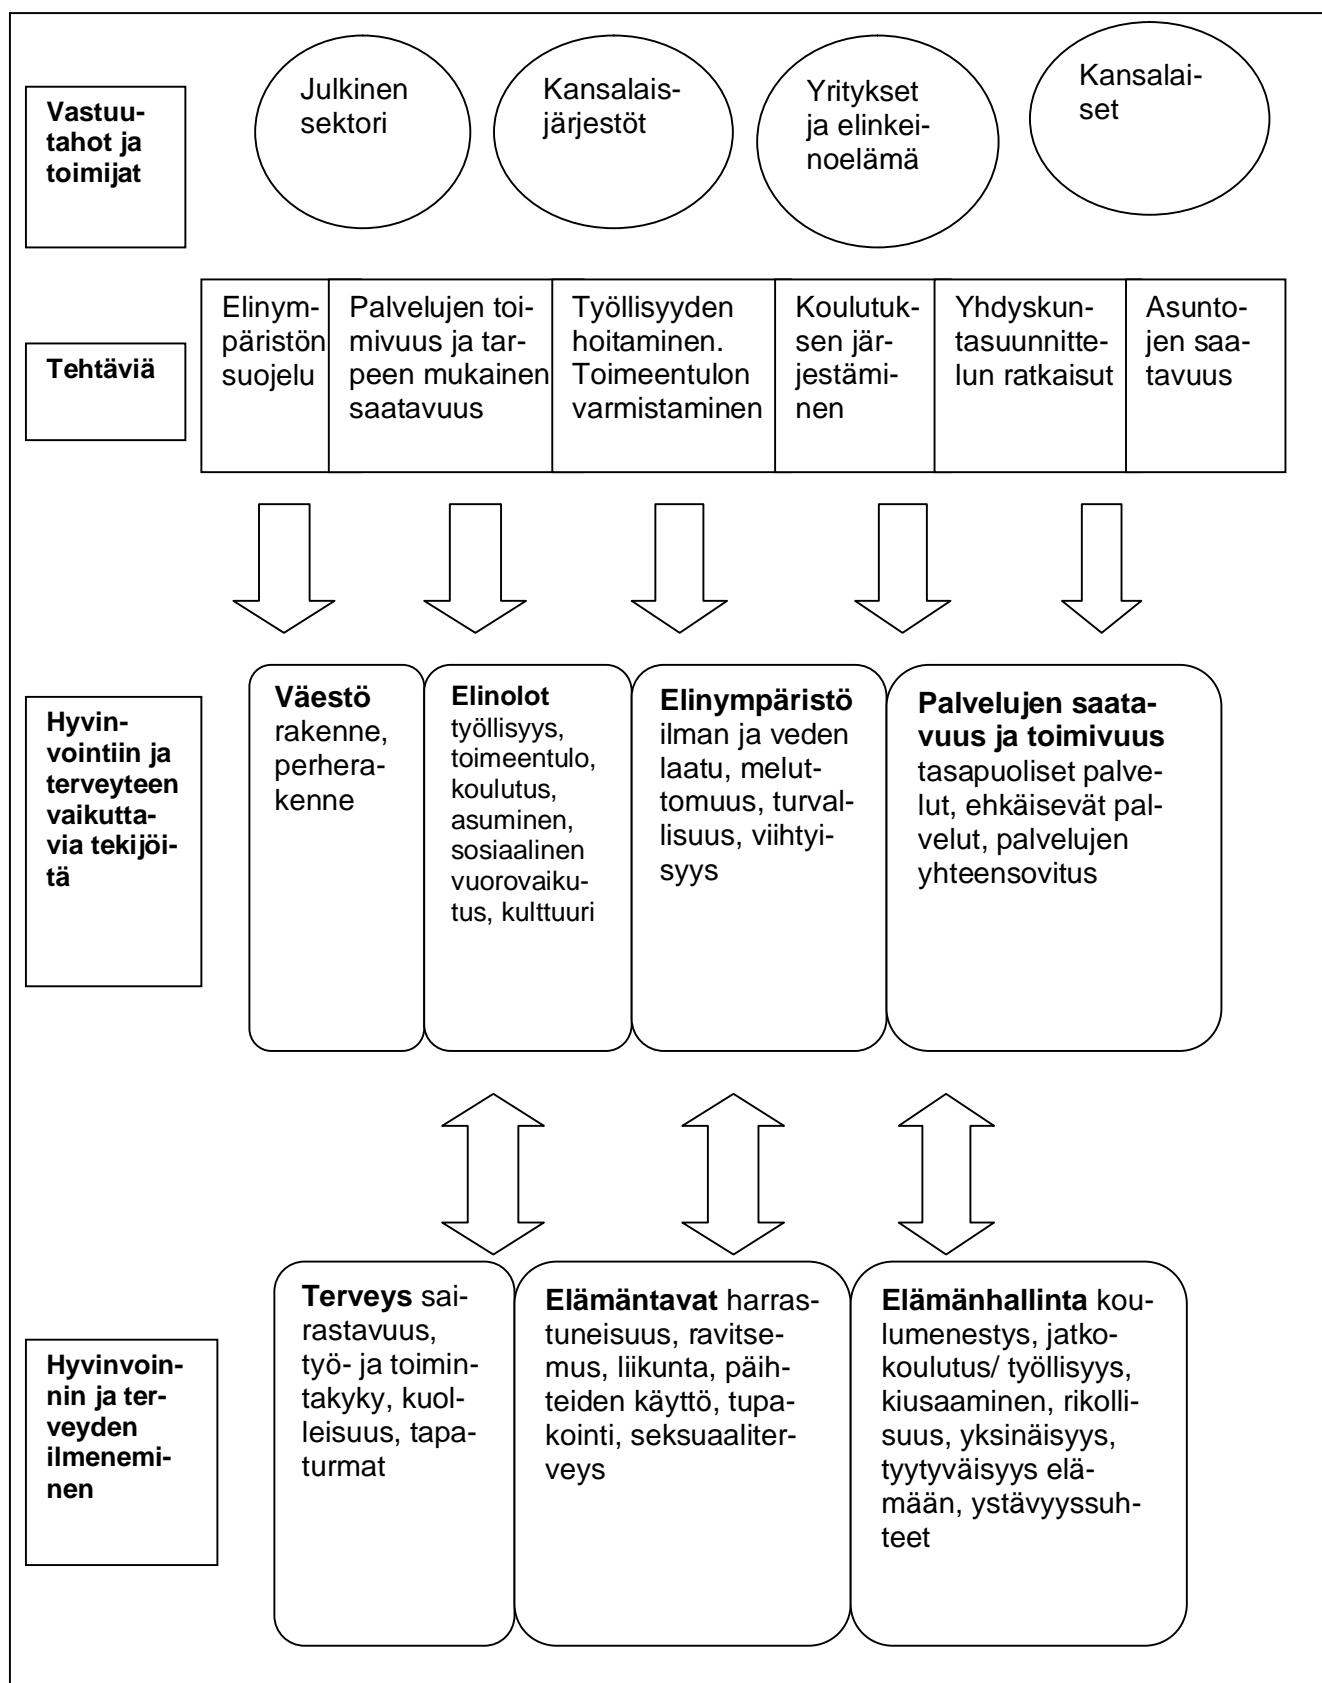 Vastuu-
tahot ja
toimijat
Julkinen
sektori
Kansalais-
järjestöt
Yritykset
ja elinkei-
noelämä
Kansalai-
set
Tehtäviä
Elinym-
päristön
suojelu
Palvelujen toi-
mivuus ja tar-
peen mukainen
saatavuus
Työllisyyden
hoitaminen.
Toimeentulon
varmistaminen
Koulutuk-
sen jär-
jestämi-
nen
Yhdyskun-
tasuunnitte-
lun ratkaisut
Asunto-
jen saa-
tavuus
Hyvin-
vointiin ja
terveyteen
vaikutta-
via tekijöi-
tä
Väestö
rakenne,
perhera-
kenne
Elinolot
työllisyys,
toimeentulo,
koulutus,
asuminen,
sosiaalinen
vuorovaiku-
tus, kulttuuri
Elinympäristö
ilman ja veden
laatu, melut-
tomuus, turval-
lisuus, viihtyi-
syys
Palvelujen saata-
vuus ja toimivuus
tasapuoliset palve-
lut, ehkäisevät pal-
velut, palvelujen
yhteensovitus
Hyvinvoin-
nin ja ter-
veyden
ilmenemi-
nen
Terveys sai-
rastavuus,
työ- ja toimin-
takyky, kuol-
leisuus, tapa-
turmat
Elämäntavat harras-
tuneisuus, ravitse-
mus, liikunta, päih-
teiden käyttö, tupa-
kointi, seksuaaliter-
veys
Elämänhallinta kou-
lumenestys, jatko-
koulutus/ työllisyys,
kiusaaminen, rikolli-
suus, yksinäisyys,
tyytyväisyys elä-
mään, ystävyyssuh-
teet